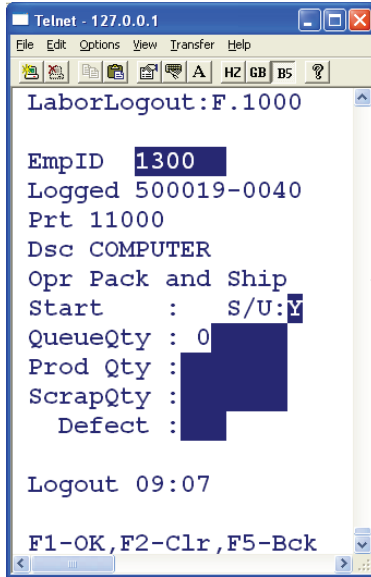 Telnet - 127.0.0.1
File Edit Options View Transfer Help
A HZ GB B5 ?
LaborLogout:F.1000
EmpID 1300
Logged 500019-0040
Prt 11000
Dsc COMPUTER
Opr Pack and Ship
Start : S/U:Y
QueueQty : 0
Prod Qty :
ScrapQty :
Defect :
Logout 09:07
F1-OK,F2-Clr,F5-Bck